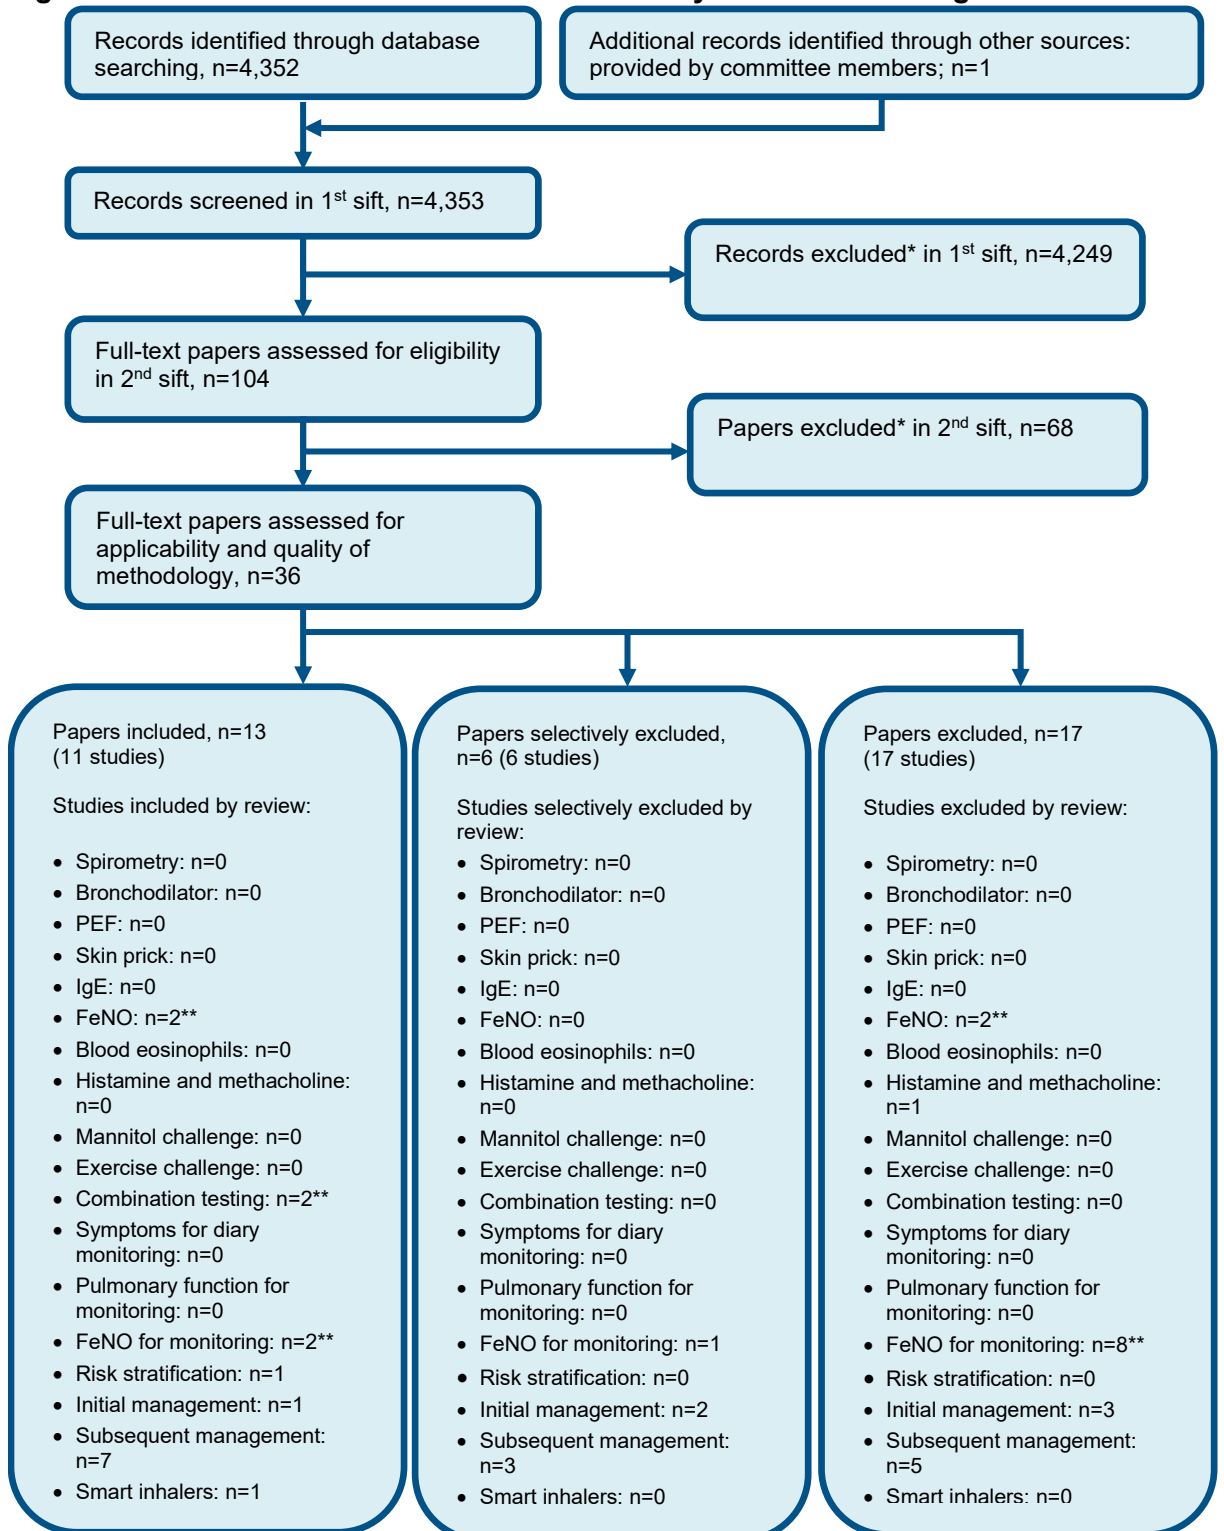 Records identified through database
searching, n=4,352
Additional records identified through other sources:
provided by committee members; n=1
Records screened in 1st sift, n=4,353
Records excluded* in 1st sift, n=4,249
Full-text papers assessed for eligibility
in 2nd sift, n=104
Papers excluded* in 2nd sift, n=68
Full-text papers assessed for
applicability and quality of
methodology, n=36
Papers included, n=13
(11 studies)
Studies included by review:
• Spirometry: n=0
• Bronchodilator: n=0
• PEF: n=0
• Skin prick: n=0
• IgE: n=0
• FeNO: n=2**
• Blood eosinophils: n=0
• Histamine and methacholine:
n=0
• Mannitol challenge: n=0
• Exercise challenge: n=0
• Combination testing: n=2**
• Symptoms for diary
monitoring: n=0
• Pulmonary function for
monitoring: n=0
• FeNO for monitoring: n=2**
• Risk stratification: n=1
• Initial management: n=1
• Subsequent management:
n=7
• Smart inhalers: n=1
Papers selectively excluded,
n=6 (6 studies)
Studies selectively excluded by
review:
• Spirometry: n=0
• Bronchodilator: n=0
• PEF: n=0
• Skin prick: n=0
• IgE: n=0
• FeNO: n=0
• Blood eosinophils: n=0
• Histamine and methacholine:
n=0
• Mannitol challenge: n=0
• Exercise challenge: n=0
• Combination testing: n=0
• Symptoms for diary
monitoring: n=0
• Pulmonary function for
monitoring: n=0
• FeNO for monitoring: n=1
• Risk stratification: n=0
• Initial management: n=2
• Subsequent management:
n=3
• Smart inhalers: n=0
Papers excluded, n=17
(17 studies)
Studies excluded by review:
• Spirometry: n=0
• Bronchodilator: n=0
• PEF: n=0
• Skin prick: n=0
• IgE: n=0
• FeNO: n=2**
• Blood eosinophils: n=0
• Histamine and methacholine:
n=1
• Mannitol challenge: n=0
• Exercise challenge: n=0
• Combination testing: n=0
• Symptoms for diary
monitoring: n=0
• Pulmonary function for
monitoring: n=0
• FeNO for monitoring: n=8**
• Risk stratification: n=0
• Initial management: n=3
• Subsequent management:
n=5
• Smart inhalers: n=0